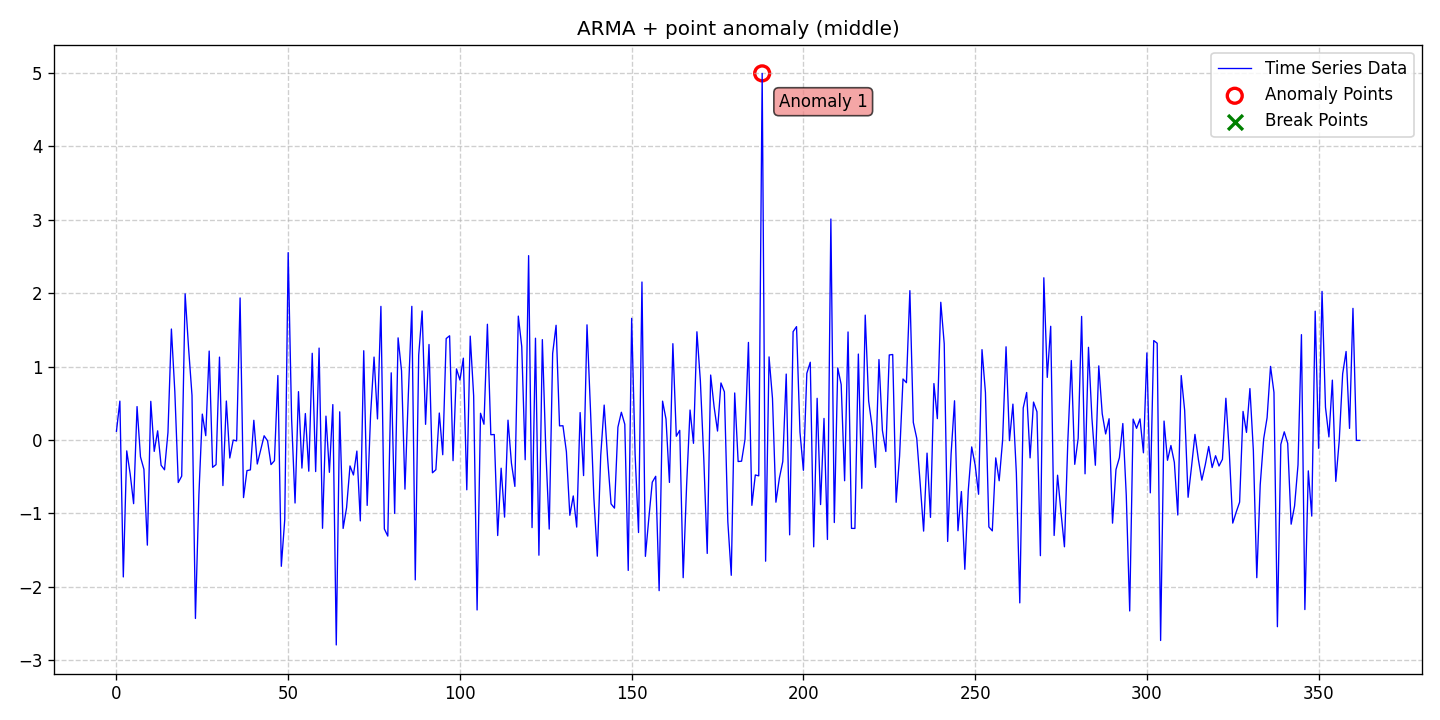 ARMA + point anomaly (middle)
Time Series Data
Anomaly Points
Break Points
Anomaly 1
5
4
3
2
1
0
−1
−2
−3
0 50 100 150 200 250 300 350